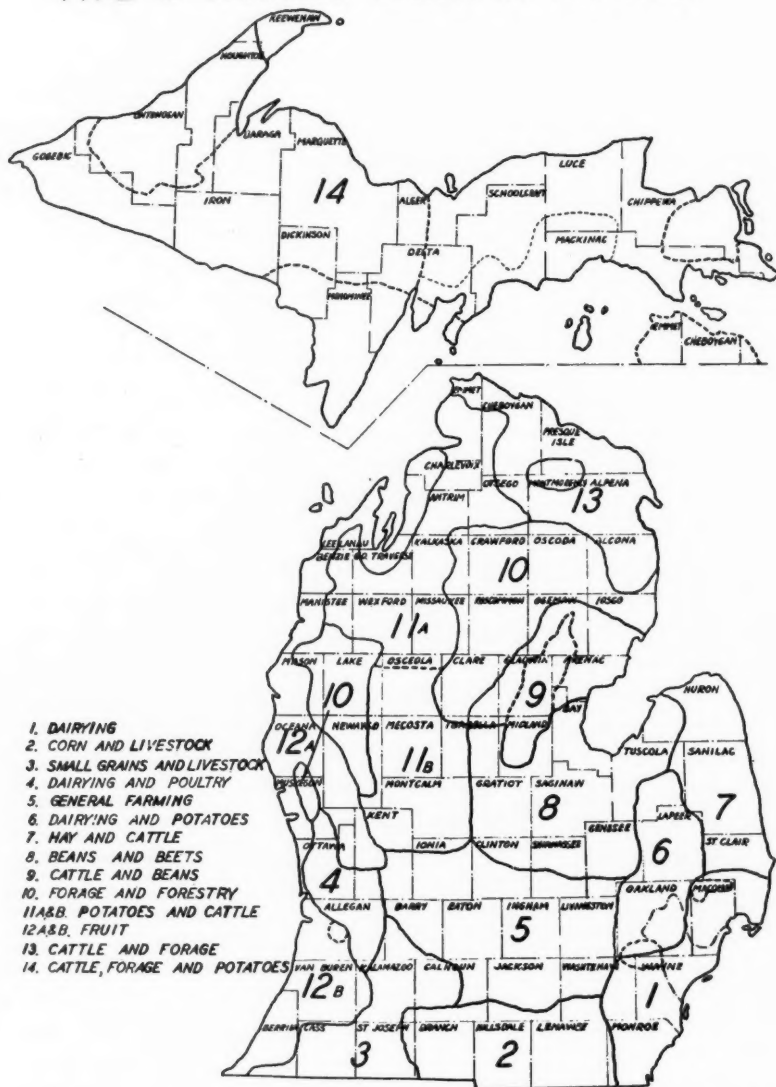 KEEWENAW
HOUGHTON
ONTONOGAN
BARAGA
MARQUETTE
GOBEBIC
IRON
14
ALGER
SCHOOLCRAFT
LUCE
CHIPPEWA
DICKINSON
DELTA
MACKINAC
MENOMINEE
EMMET
CHEBOYGAN
EMMET
CHEBOYGAN
PRESQUE
ISLE
CHARLEVOIX
OTSEGO
MONTMORENCY
ALPENA
ANTRIM
13
LEELANAU
KALKASKA
CRAWFORD
OSCODA
ALCONA
BENZIE
GD. TRAVERSE
10
MANISTEE
WEXFORD
MISSAUKEE
ROSCOMMON
OGEMAW
IOSCO
11A
MASON
LAKE
OSCEOLA
CLARE
GLADWIN
ARENAC
10
9
HURON
BAY
OCEANA
NEWAYGO
MECOSTA
ISABELLA
MIDLAND
12A
11B
TUSCOLA
SANILAC
MUSKEGON
MONTCALM
GRATIOT
SAGINAW
8
7
KENT
GENESEE
LAPEER
OTTAWA
IONIA
CLINTON
SHIAWASSEE
6
ST CLAIR
4
ALLEGAN
BARRY
EATON
INGHAM
LIVINGSTON
OAKLAND
MACOMB
5
VAN BUREN
KALAMAZOO
CALHOUN
JACKSON
WASHTENAW
WAYNE
12B
1
BERRIEN
CASS
ST JOSEPH
BRANCH
HILLSDALE
LENAWEE
MONROE
3
2
1. DAIRYING
2. CORN AND LIVESTOCK
3. SMALL GRAINS AND LIVESTOCK
4. DAIRYING AND POULTRY
5. GENERAL FARMING
6. DAIRYING AND POTATOES
7. HAY AND CATTLE
8. BEANS AND BEETS
9. CATTLE AND BEANS
10. FORAGE AND FORESTRY
11A&B. POTATOES AND CATTLE
12A&B. FRUIT
13. CATTLE AND FORAGE
14. CATTLE, FORAGE AND POTATOES